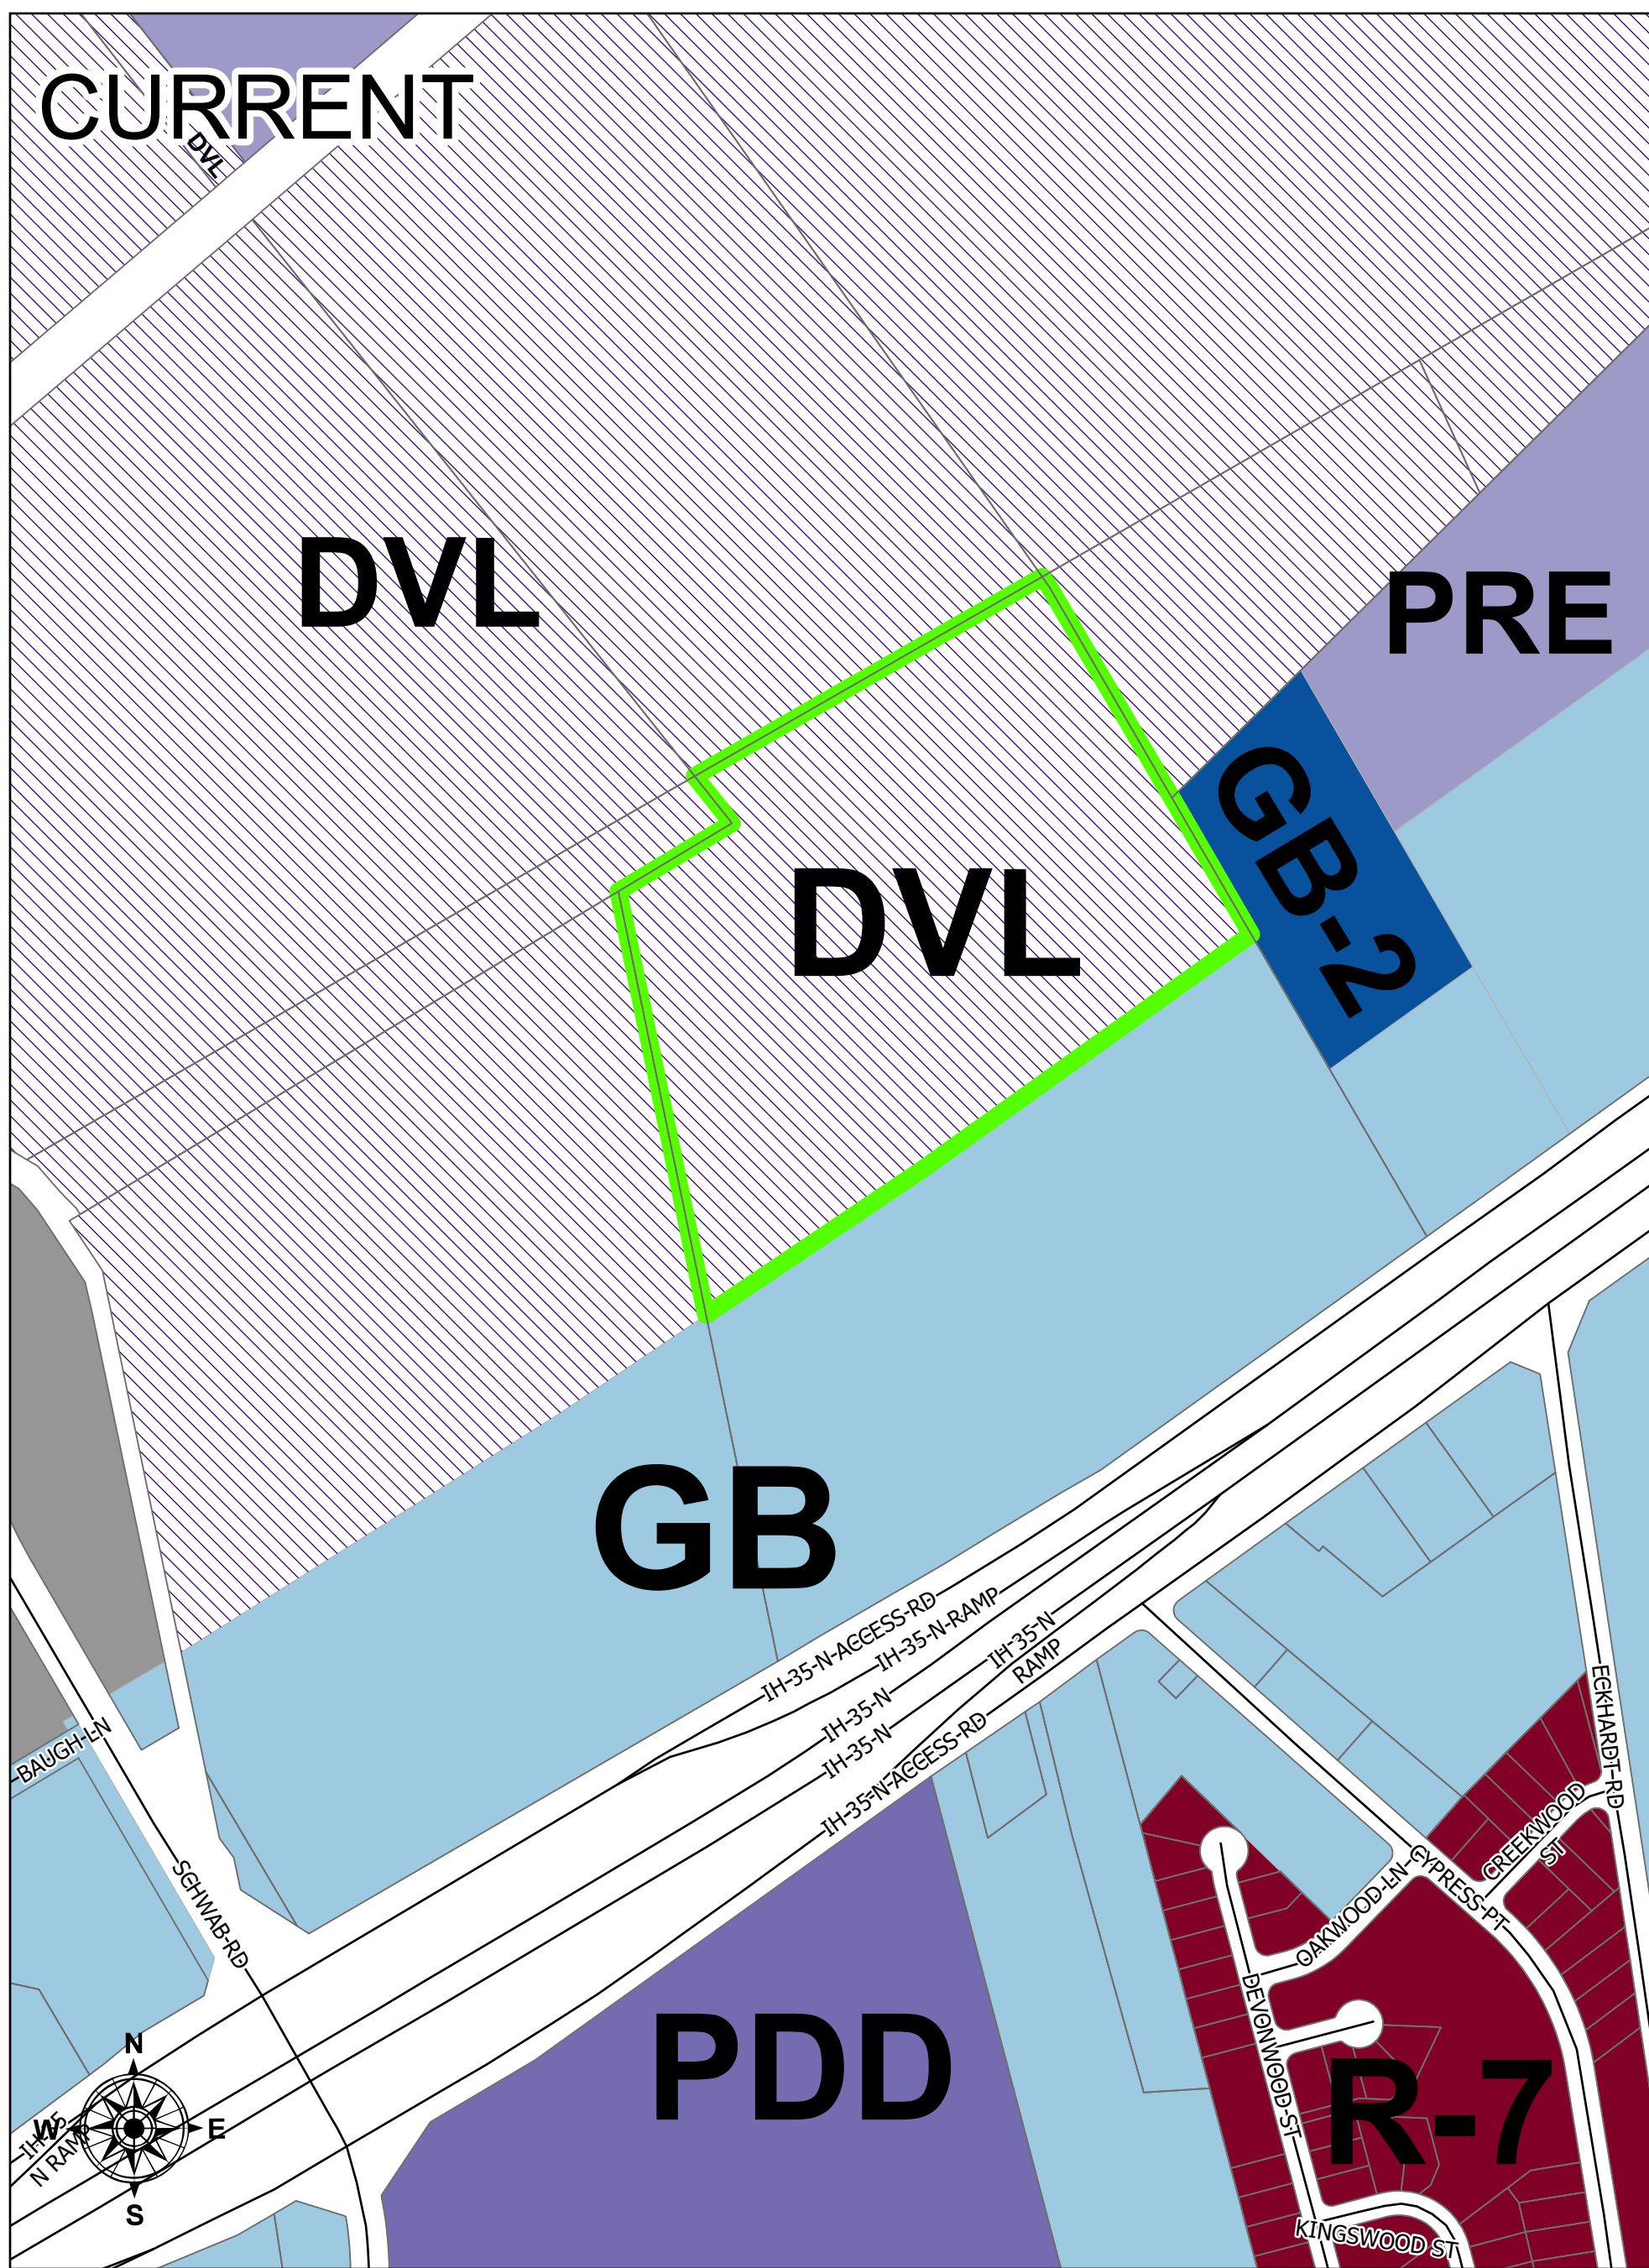 CURRENT
DVL
DVL
PRE
GB-2
DVL
GB
IH-35-N-ACCESS-RD
IH-35-N-RAMP
IH-35-N
RAMP
IH-35-N
IH-35-N
IH-35-N-ACCESS-RD
BAUGH-LN
SCHWAB-RD
ECKHARDT-RD
CREEKWOOD
ST
CYPRESS-PT
OAKWOOD-LN
DEVONWOOD-ST
PDD
R-7
KINGSWOOD ST
N
W
E
S
N RAMP